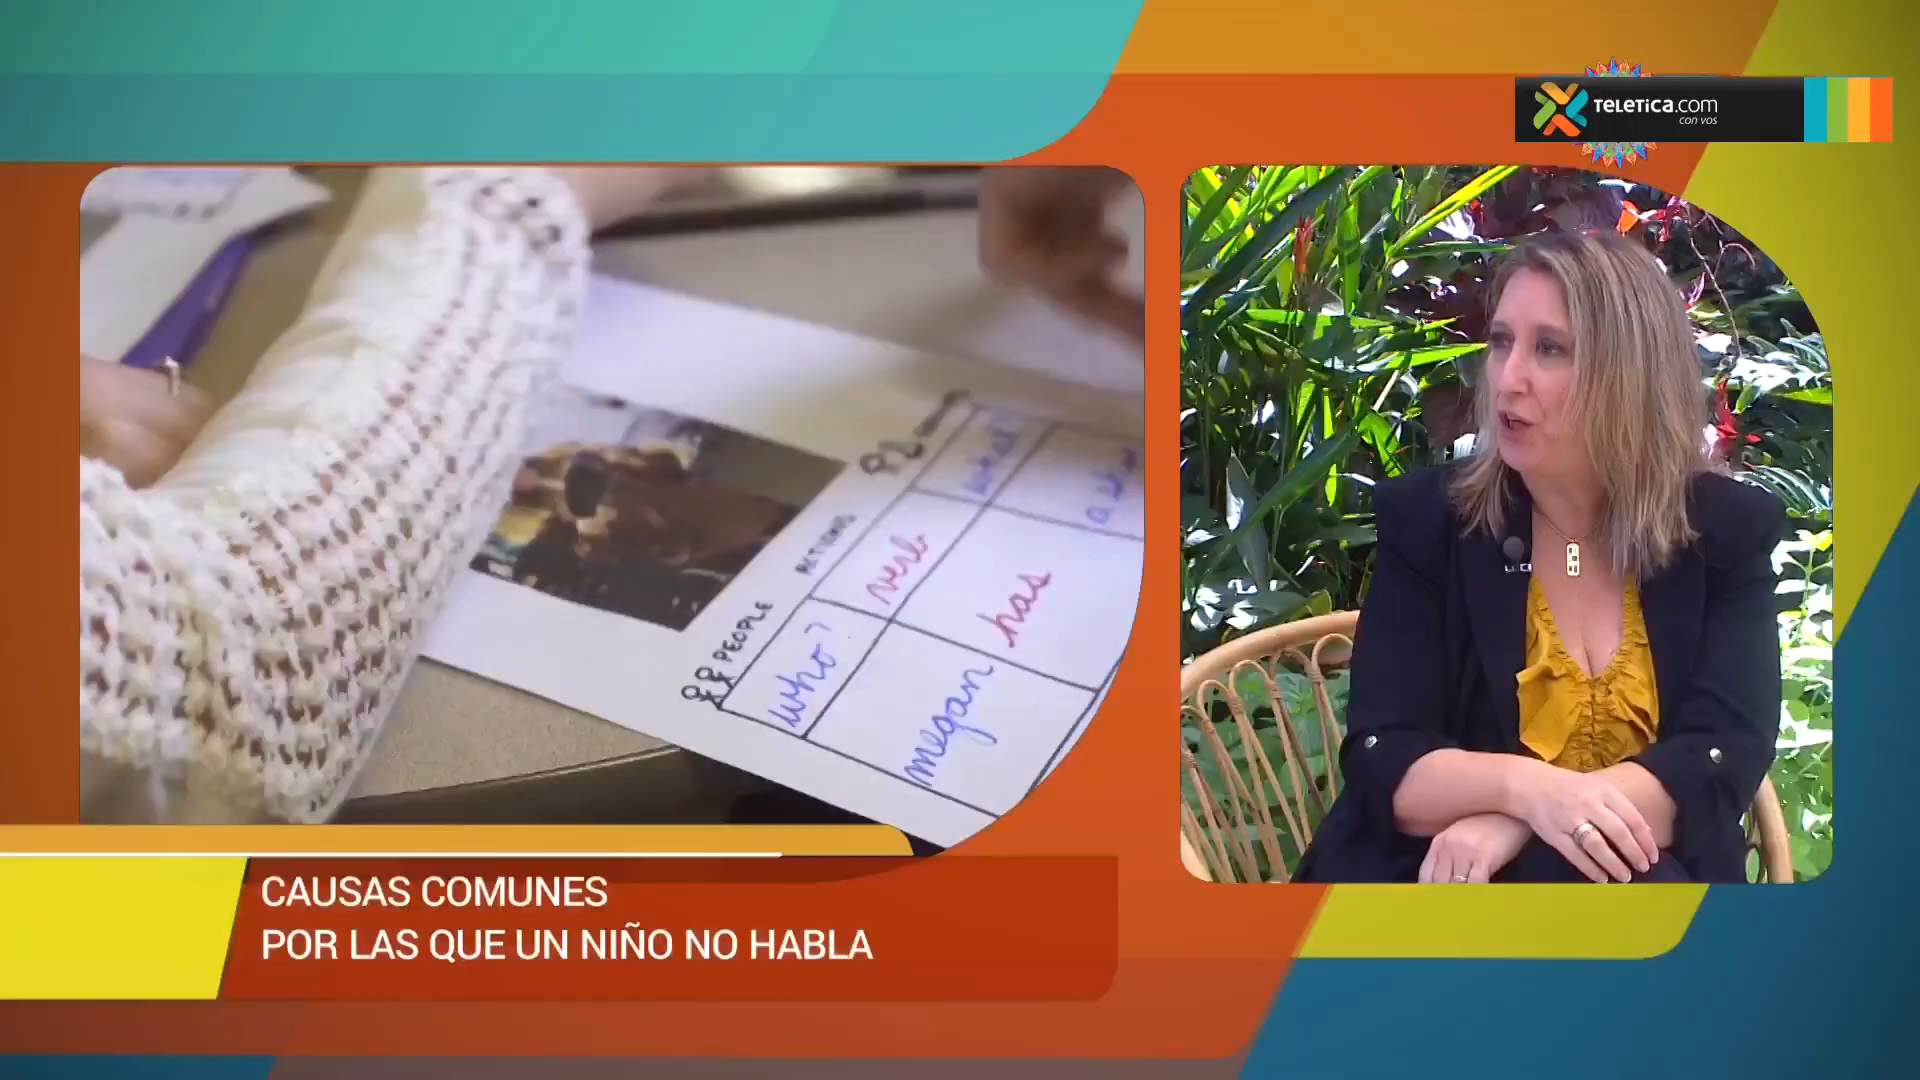 TELETICA.com
con vos
ACTIONS
verb
has
PEOPLE
who?
megan
CAUSAS COMUNES
POR LAS QUE UN NIÑO NO HABLA